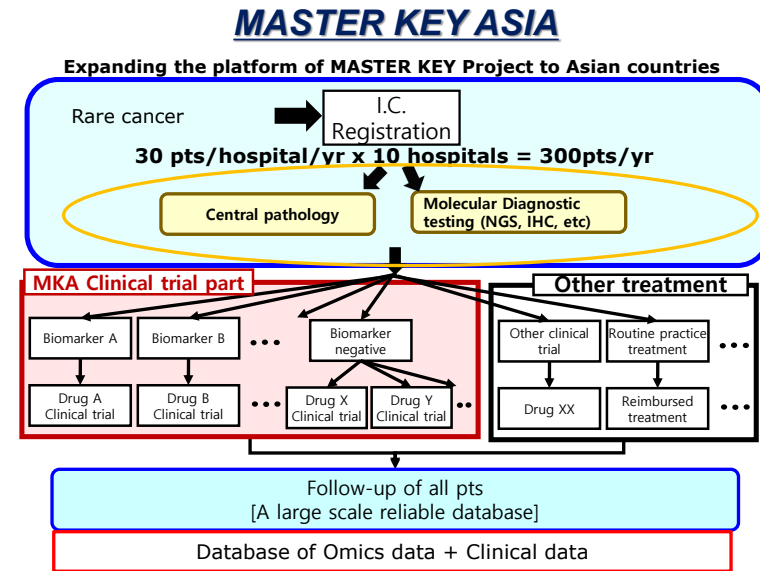 MASTER KEY ASIA
Expanding the platform of MASTER KEY Project to Asian countries
Rare cancer
I.C.
Registration
30 pts/hospital/yr x 10 hospitals = 300pts/yr
Central pathology
Molecular Diagnostic
testing (NGS, IHC, etc)
MKA Clinical trial part
Other treatment
Biomarker A
Biomarker B
•••
Biomarker
negative
Other clinical
trial
Routine practice
treatment
•••
Drug A
Clinical trial
Drug B
Clinical trial
•••
Drug X
Clinical trial
Drug Y
Clinical trial
••
Drug XX
Reimbursed
treatment
•••
Follow-up of all pts
[A large scale reliable database]
Database of Omics data + Clinical data